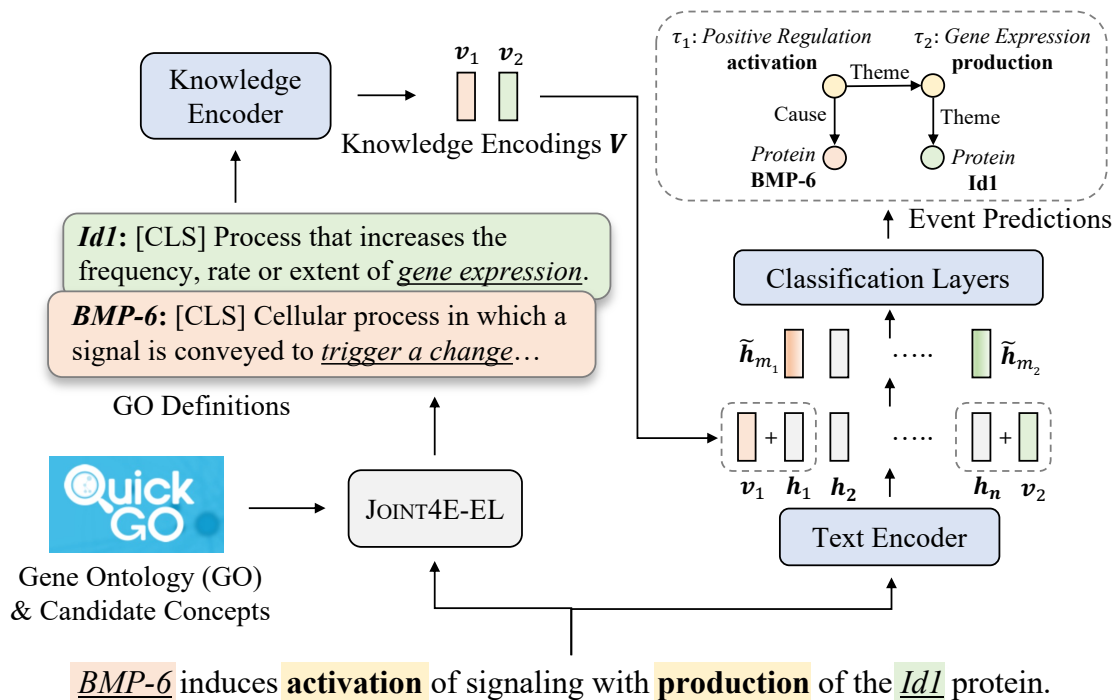 τ₁: Positive Regulation
activation
τ₂: Gene Expression
production
Theme
Cause
Theme
Protein
BMP-6
Protein
Id1
Event Predictions
Knowledge
Encoder
v₁ v₂
Knowledge Encodings V
Id1: [CLS] Process that increases the
frequency, rate or extent of gene expression.
BMP-6: [CLS] Cellular process in which a
signal is conveyed to trigger a change…
GO Definitions
Classification Layers
h̃ₘ₁ ..... h̃ₘ₂
+ ..... +
v₁ h₁ h₂ hₙ v₂
Text Encoder
Quick
GO
Gene Ontology (GO)
& Candidate Concepts
JOINT4E-EL
BMP-6 induces activation of signaling with production of the Id1 protein.